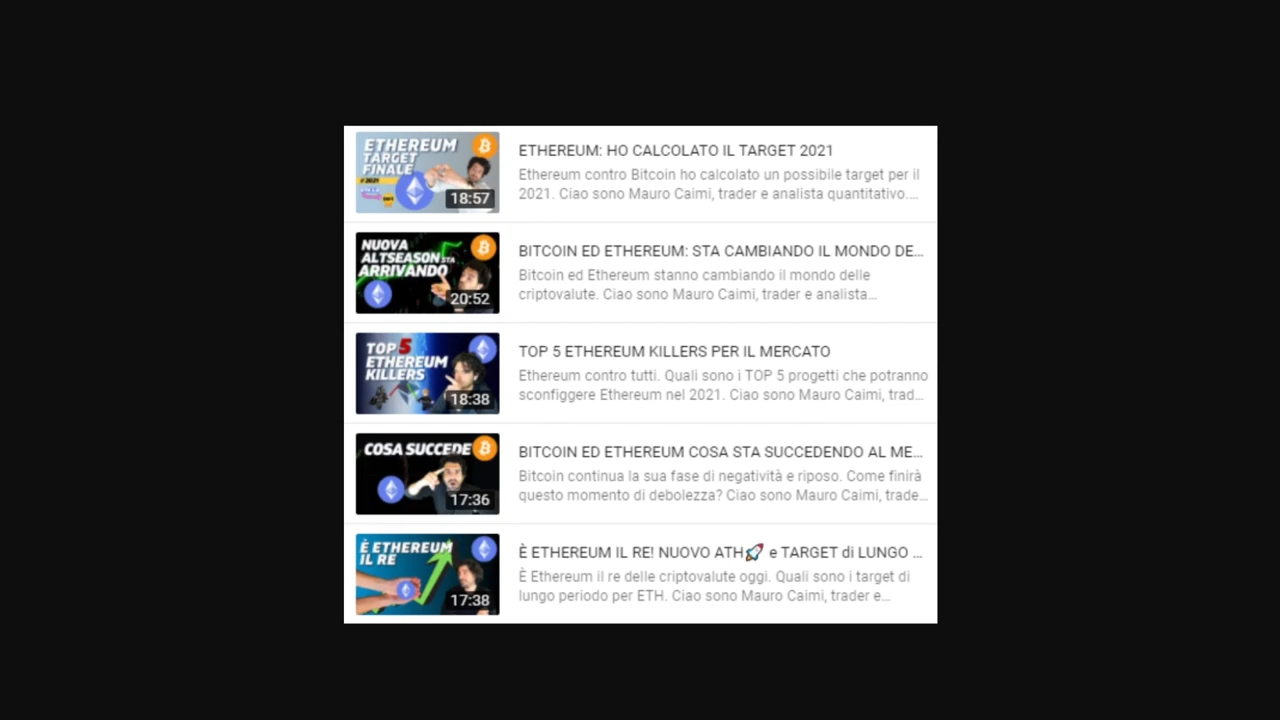 ETHEREUM
TARGET
FINALE
# 2021
18:57
ETHEREUM: HO CALCOLATO IL TARGET 2021
Ethereum contro Bitcoin ho calcolato un possibile target per il
2021. Ciao sono Mauro Caimi, trader e analista quantitativo....
NUOVA
ALTSEASON STA
ARRIVANDO
20:52
BITCOIN ED ETHEREUM: STA CAMBIANDO IL MONDO DE...
Bitcoin ed Ethereum stanno cambiando il mondo delle
criptovalute. Ciao sono Mauro Caimi, trader e analista...
TOP 5
ETHEREUM
KILLERS
18:38
TOP 5 ETHEREUM KILLERS PER IL MERCATO
Ethereum contro tutti. Quali sono i TOP 5 progetti che potranno
sconfiggere Ethereum nel 2021. Ciao sono Mauro Caimi, trad...
COSA SUCCEDE
17:36
BITCOIN ED ETHEREUM COSA STA SUCCEDENDO AL ME...
Bitcoin continua la sua fase di negatività e riposo. Come finirà
questo momento di debolezza? Ciao sono Mauro Caimi, trade...
È ETHEREUM
IL RE
17:38
È ETHEREUM IL RE! NUOVO ATH🚀 e TARGET di LUNGO ...
È Ethereum il re delle criptovalute oggi. Quali sono i target di
lungo periodo per ETH. Ciao sono Mauro Caimi, trader e...